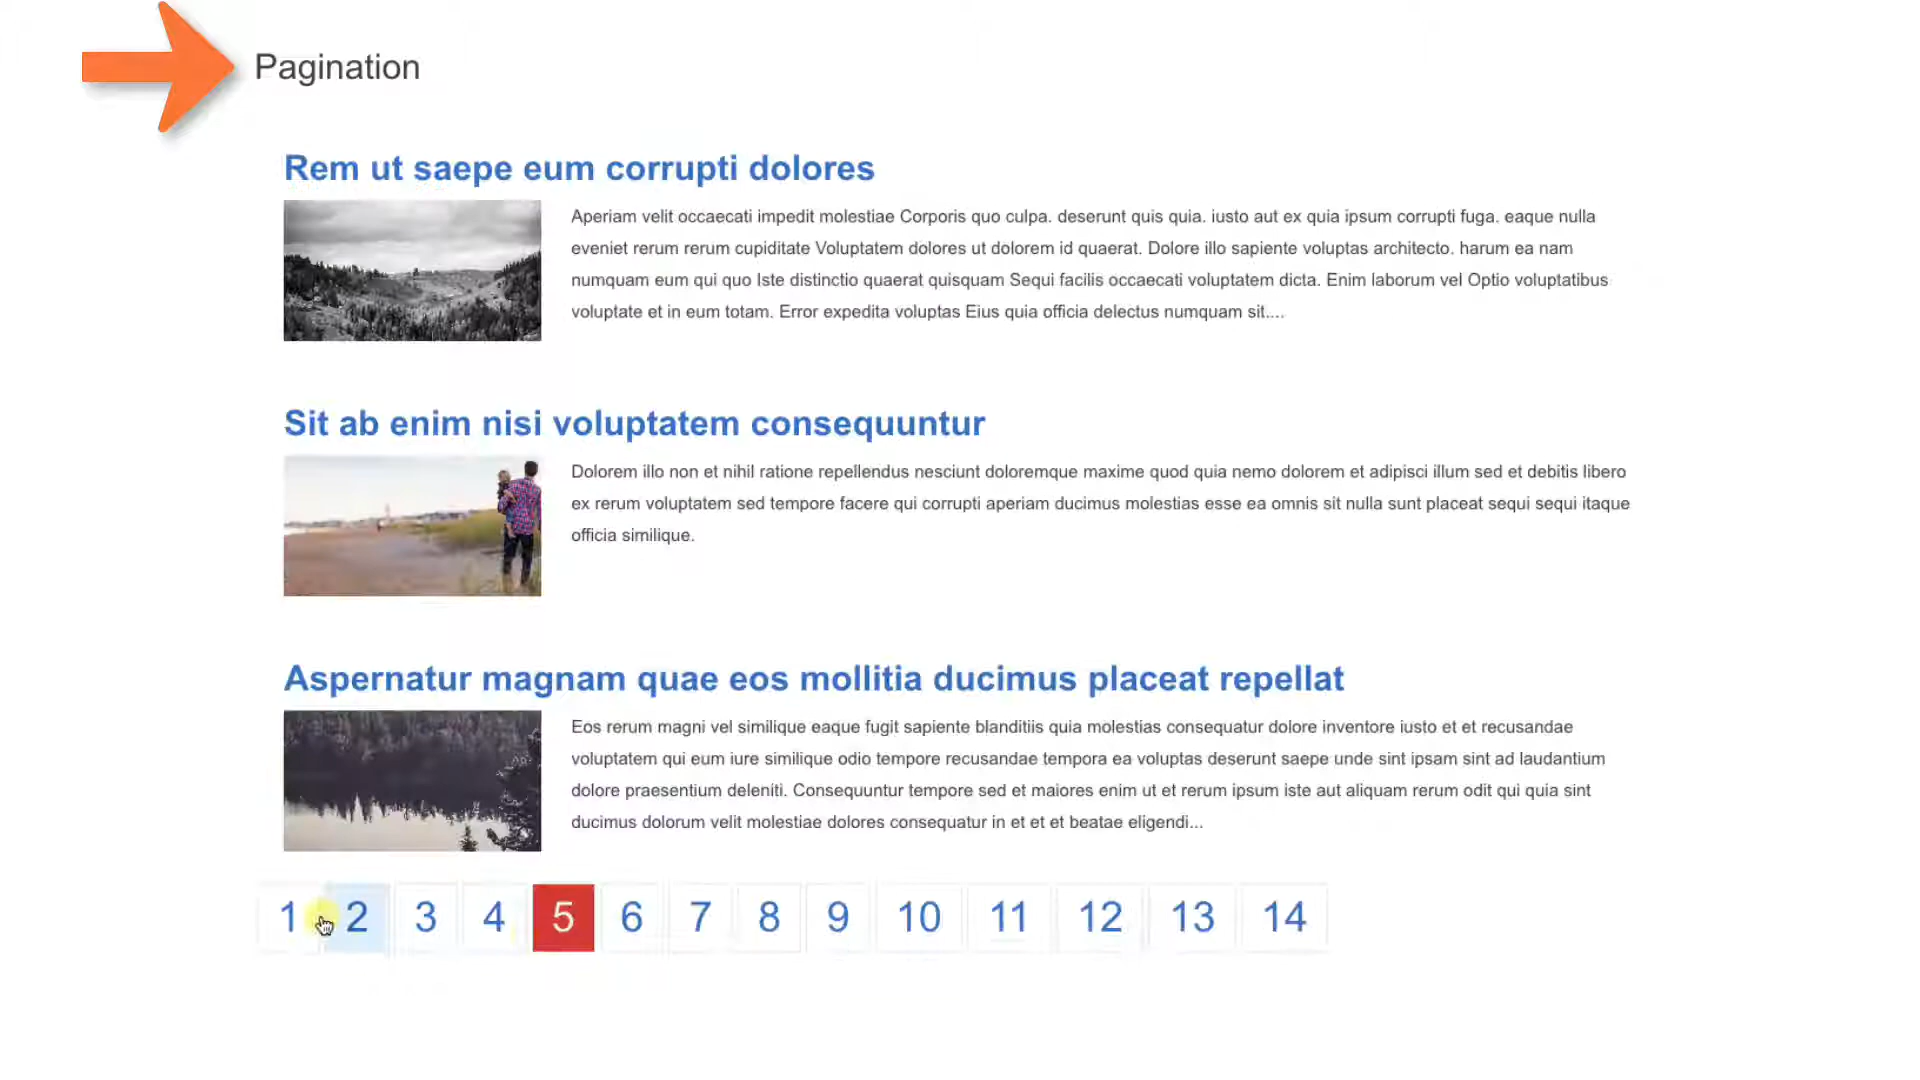 Pagination
Rem ut saepe eum corrupti dolores
Aperiam velit occaecati impedit molestiae Corporis quo culpa. deserunt quis quia. iusto aut ex quia ipsum corrupti fuga. eaque nulla
eveniet rerum rerum cupiditate Voluptatem dolores ut dolorem id quaerat. Dolore illo sapiente voluptas architecto. harum ea nam
numquam eum qui quo Iste distinctio quaerat quisquam Sequi facilis occaecati voluptatem dicta. Enim laborum vel Optio voluptatibus
voluptate et in eum totam. Error expedita voluptas Eius quia officia delectus numquam sit....
Sit ab enim nisi voluptatem consequuntur
Dolorem illo non et nihil ratione repellendus nesciunt doloremque maxime quod quia nemo dolorem et adipisci illum sed et debitis libero
ex rerum voluptatem sed tempore facere qui corrupti aperiam ducimus molestias esse ea omnis sit nulla sunt placeat sequi sequi itaque
officia similique.
Aspernatur magnam quae eos mollitia ducimus placeat repellat
Eos rerum magni vel similique eaque fugit sapiente blanditiis quia molestias consequatur dolore inventore iusto et et recusandae
voluptatem qui eum iure similique odio tempore recusandae tempora ea voluptas deserunt saepe unde sint ipsam sint ad laudantium
dolore praesentium deleniti. Consequuntur tempore sed et maiores enim ut et rerum ipsum iste aut aliquam rerum odit qui quia sint
ducimus dolorum velit molestiae dolores consequatur in et et et beatae eligendi...
1 2 3 4 5 6 7 8 9 10 11 12 13 14